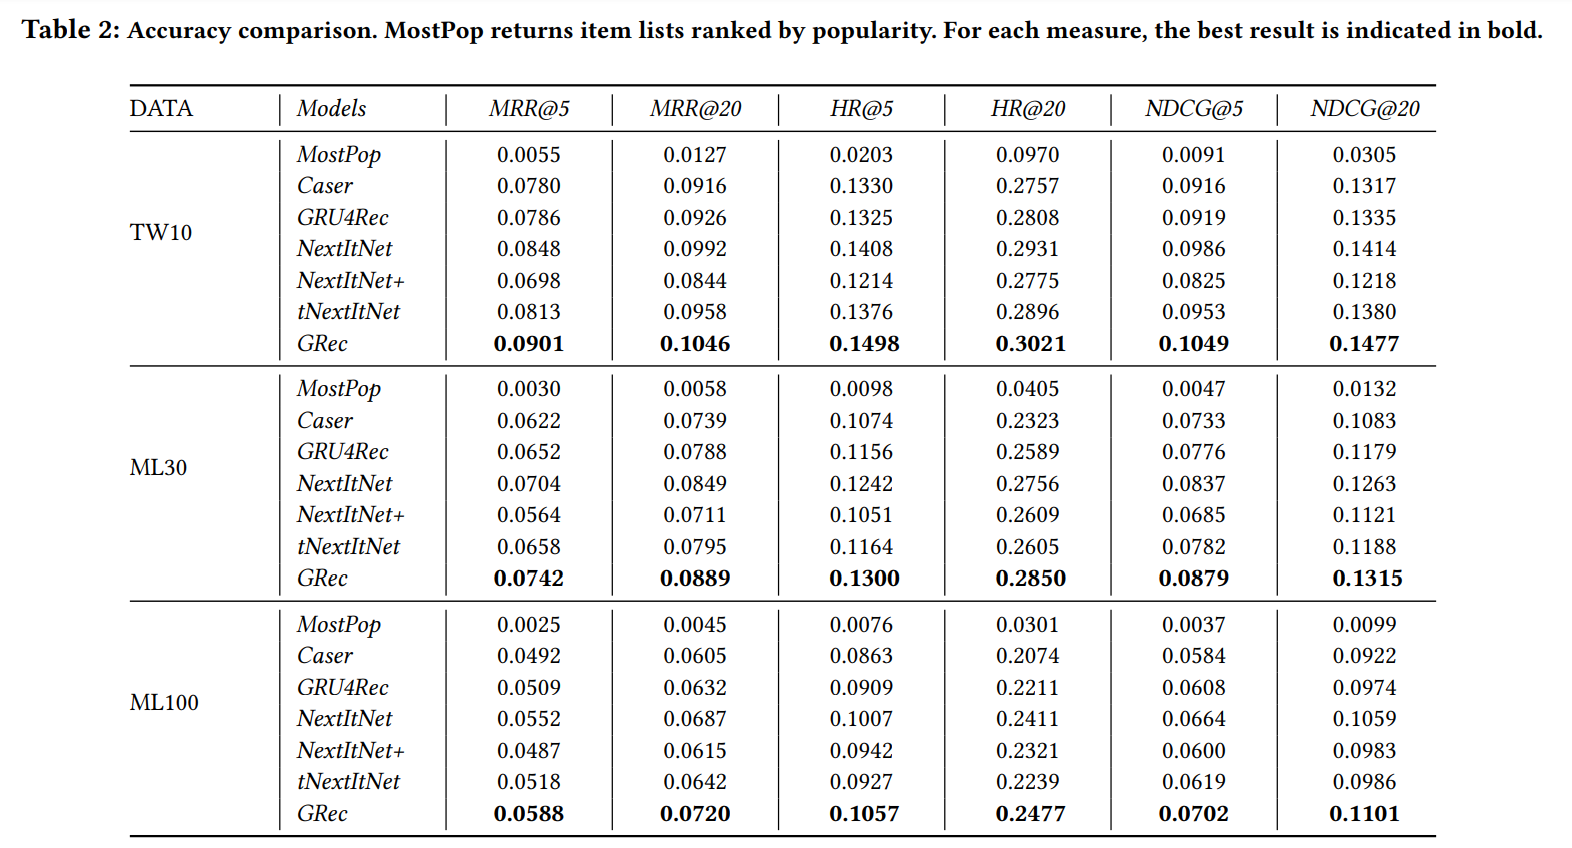 Table 2: Accuracy comparison. MostPop returns item lists ranked by popularity. For each measure, the best result is indicated in bold.
DATA Models MRR@5 MRR@20 HR@5 HR@20 NDCG@5 NDCG@20
TW10
MostPop 0.0055 0.0127 0.0203 0.0970 0.0091 0.0305
Caser 0.0780 0.0916 0.1330 0.2757 0.0916 0.1317
GRU4Rec 0.0786 0.0926 0.1325 0.2808 0.0919 0.1335
NextItNet 0.0848 0.0992 0.1408 0.2931 0.0986 0.1414
NextItNet+ 0.0698 0.0844 0.1214 0.2775 0.0825 0.1218
tNextItNet 0.0813 0.0958 0.1376 0.2896 0.0953 0.1380
GRec 0.0901 0.1046 0.1498 0.3021 0.1049 0.1477
ML30
MostPop 0.0030 0.0058 0.0098 0.0405 0.0047 0.0132
Caser 0.0622 0.0739 0.1074 0.2323 0.0733 0.1083
GRU4Rec 0.0652 0.0788 0.1156 0.2589 0.0776 0.1179
NextItNet 0.0704 0.0849 0.1242 0.2756 0.0837 0.1263
NextItNet+ 0.0564 0.0711 0.1051 0.2609 0.0685 0.1121
tNextItNet 0.0658 0.0795 0.1164 0.2605 0.0782 0.1188
GRec 0.0742 0.0889 0.1300 0.2850 0.0879 0.1315
ML100
MostPop 0.0025 0.0045 0.0076 0.0301 0.0037 0.0099
Caser 0.0492 0.0605 0.0863 0.2074 0.0584 0.0922
GRU4Rec 0.0509 0.0632 0.0909 0.2211 0.0608 0.0974
NextItNet 0.0552 0.0687 0.1007 0.2411 0.0664 0.1059
NextItNet+ 0.0487 0.0615 0.0942 0.2321 0.0600 0.0983
tNextItNet 0.0518 0.0642 0.0927 0.2239 0.0619 0.0986
GRec 0.0588 0.0720 0.1057 0.2477 0.0702 0.1101